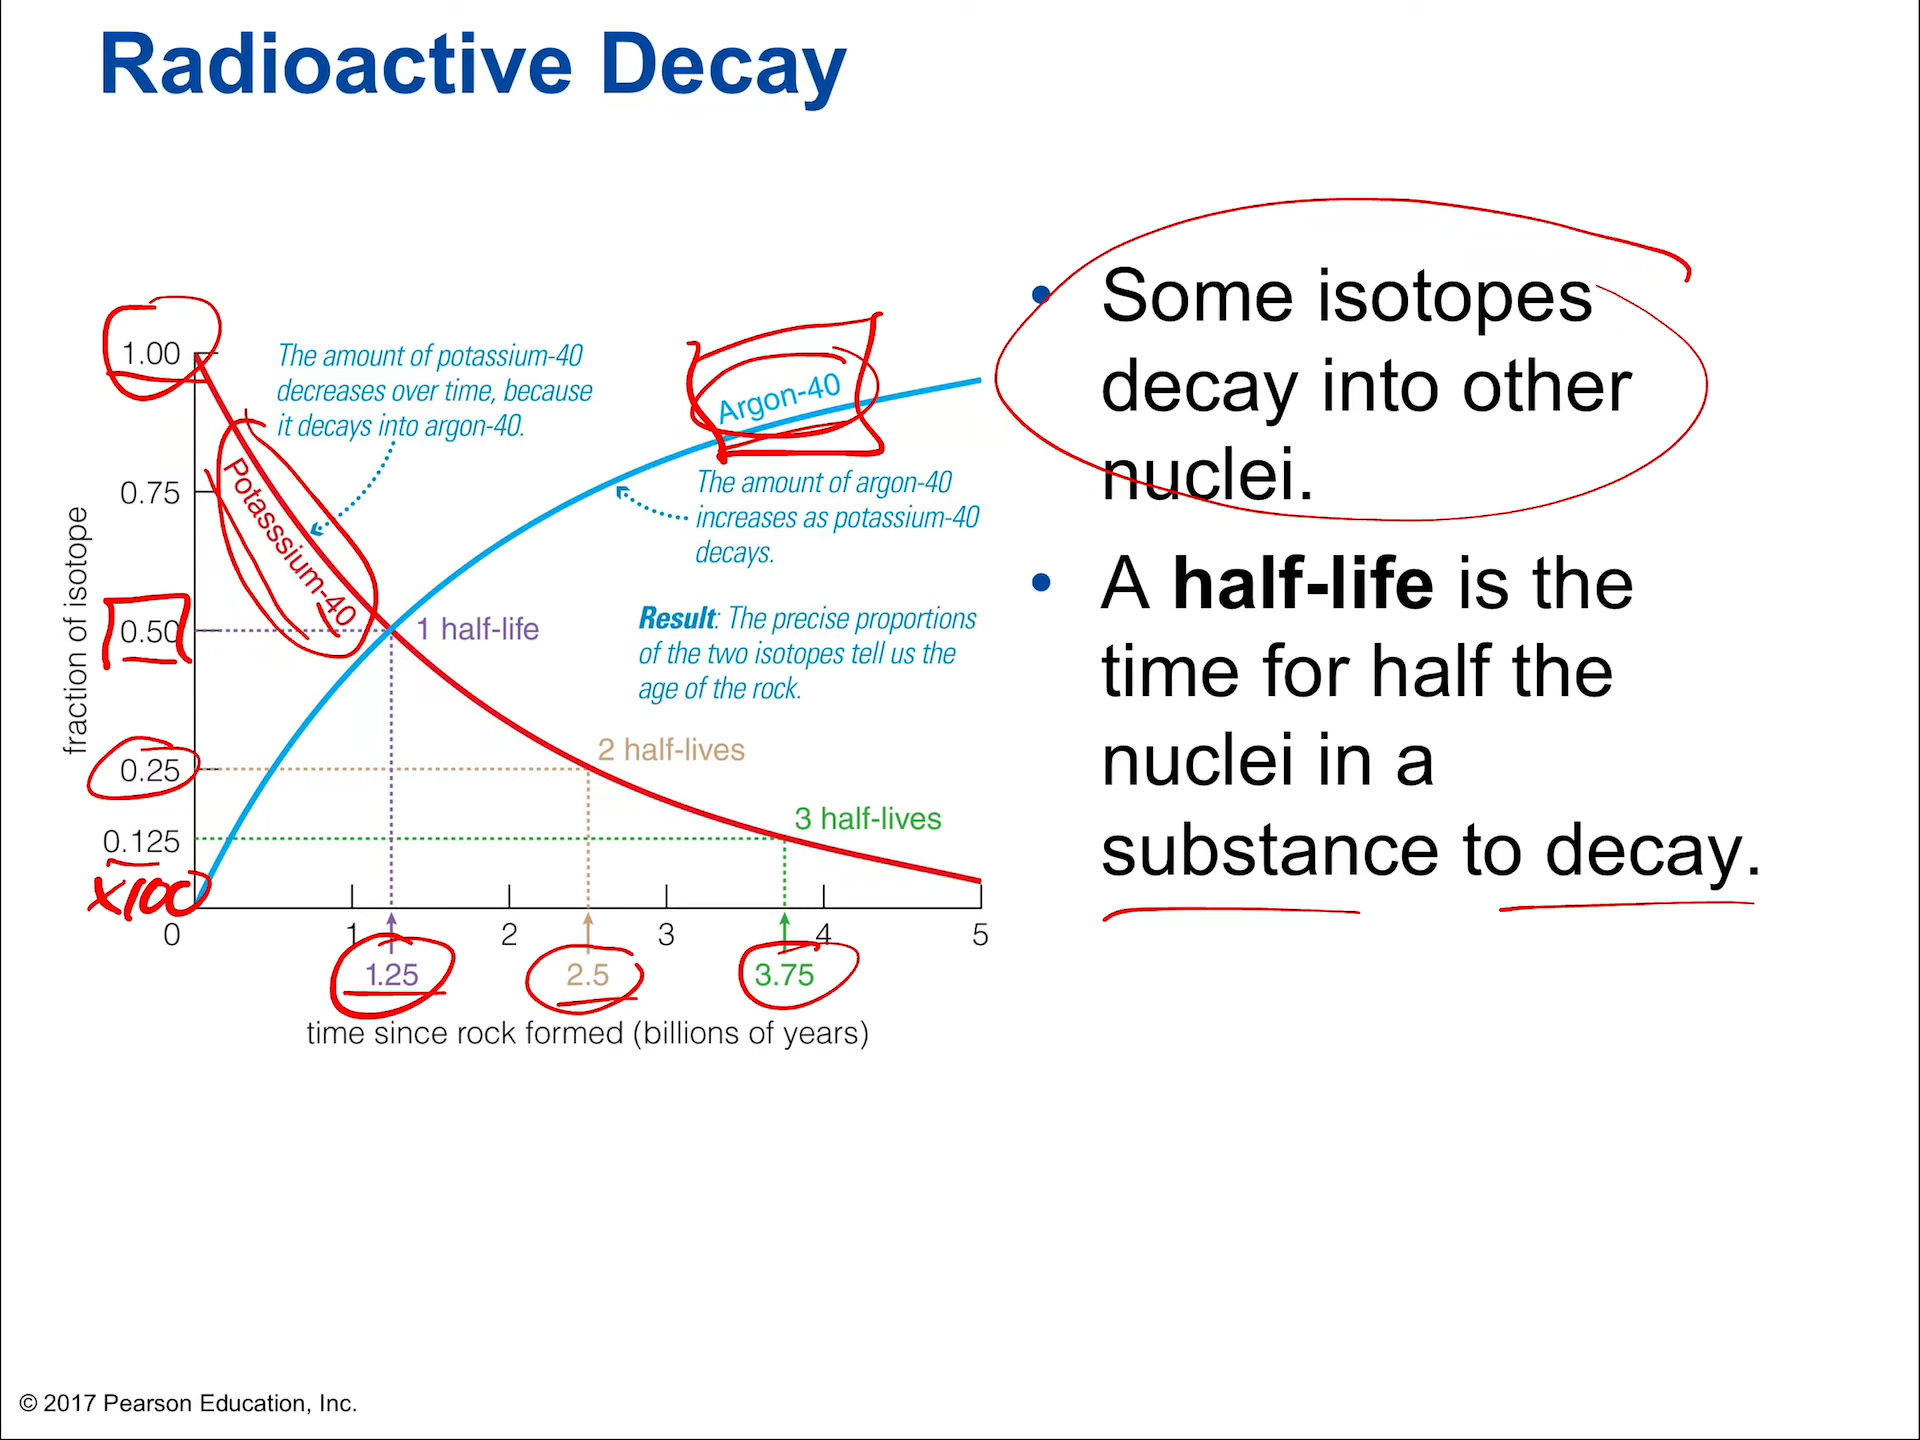 Radioactive Decay
1.00
0.75
0.50
0.25
0.125
x100
fraction of isotope
The amount of potassium-40
decreases over time, because
it decays into argon-40.
Potasssium-40
Argon-40
The amount of argon-40
increases as potassium-40
decays.
1 half-life
Result: The precise proportions
of the two isotopes tell us the
age of the rock.
2 half-lives
3 half-lives
0 1 2 3 4 5
1.25 2.5 3.75
time since rock formed (billions of years)
• Some isotopes
decay into other
nuclei.
• A half-life is the
time for half the
nuclei in a
substance to decay.
© 2017 Pearson Education, Inc.